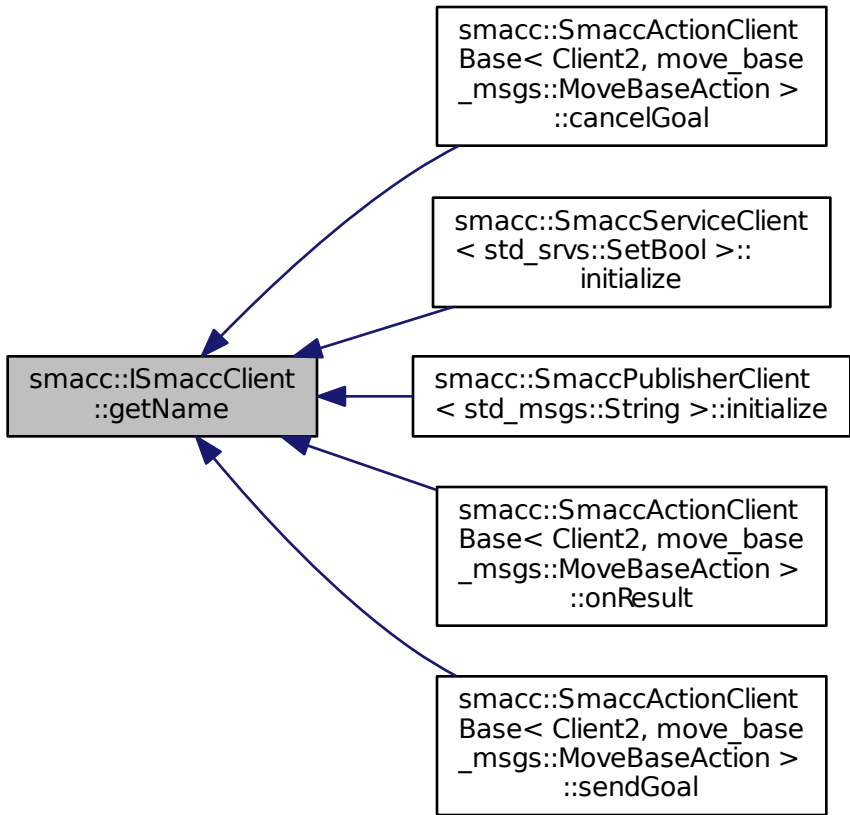 smacc::SmaccActionClient
Base< Client2, move_base
_msgs::MoveBaseAction >
::cancelGoal
smacc::SmaccServiceClient
< std_srvs::SetBool >::
initialize
smacc::ISmaccClient
::getName
smacc::SmaccPublisherClient
< std_msgs::String >::initialize
smacc::SmaccActionClient
Base< Client2, move_base
_msgs::MoveBaseAction >
::onResult
smacc::SmaccActionClient
Base< Client2, move_base
_msgs::MoveBaseAction >
::sendGoal